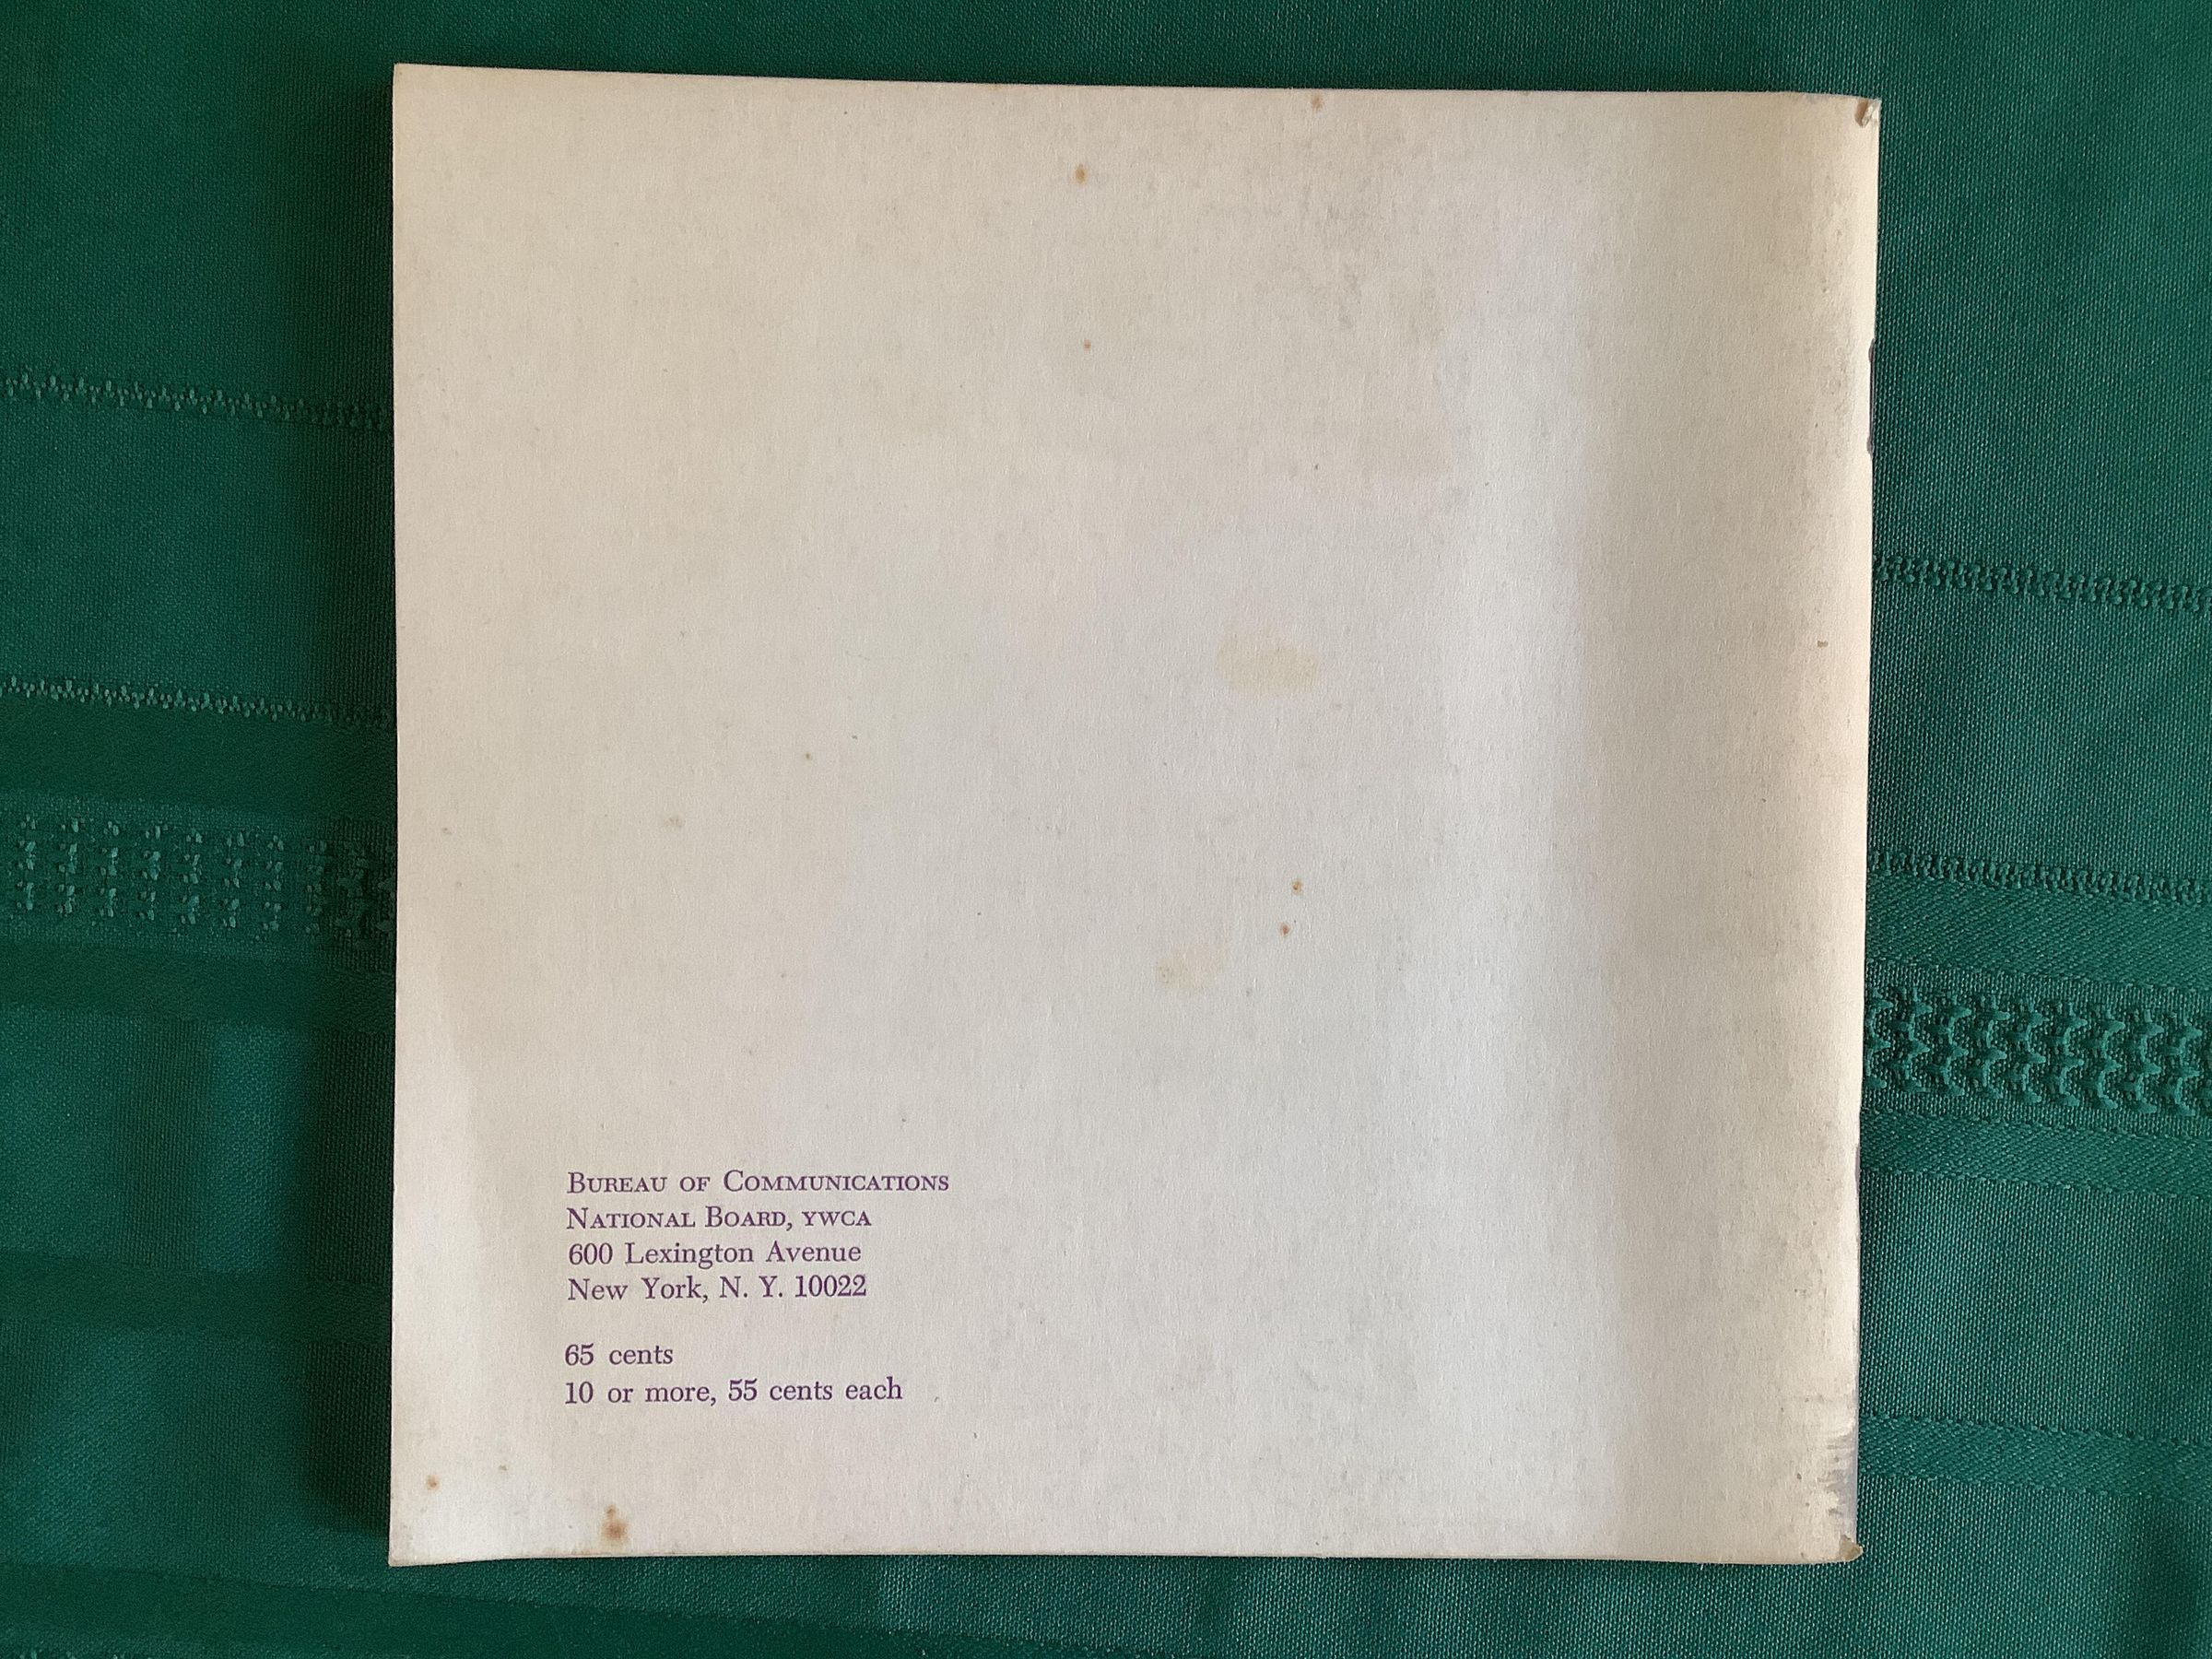 Bureau of Communications
National Board, YWCA
600 Lexington Avenue
New York, N. Y. 10022
65 cents
10 or more, 55 cents each